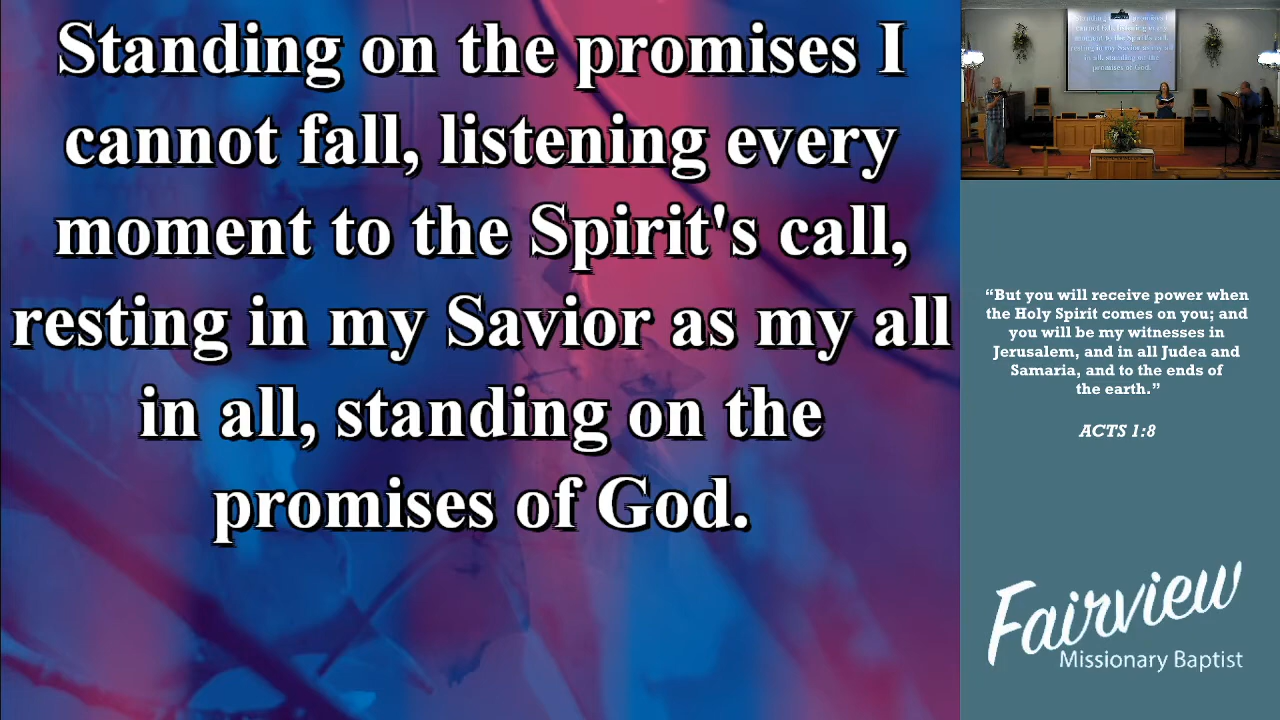 Standing on the promises I
cannot fall, listening every
moment to the Spirit's call,
resting in my Savior as my all
in all, standing on the
promises of God.
“But you will receive power when
the Holy Spirit comes on you; and
you will be my witnesses in
Jerusalem, and in all Judea and
Samaria, and to the ends of
the earth.”
ACTS 1:8
Fairview
Missionary Baptist